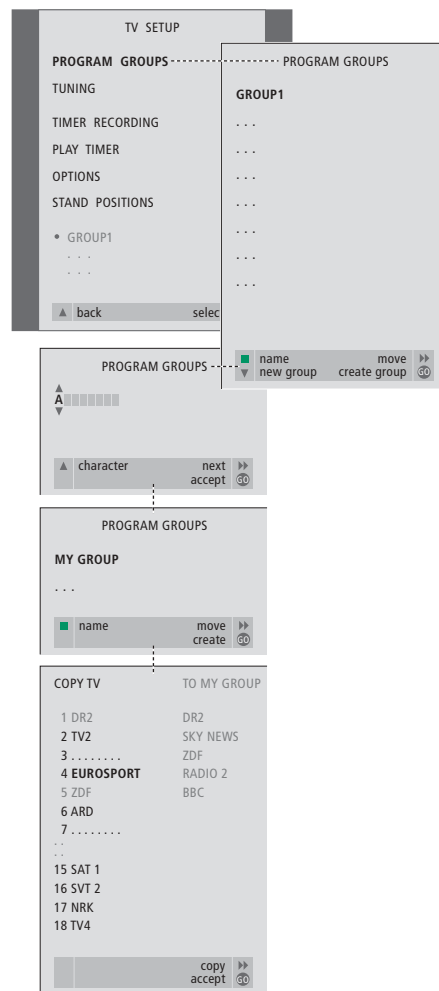 TV SETUP
PROGRAM GROUPS
TUNING
TIMER RECORDING
PLAY TIMER
OPTIONS
STAND POSITIONS
• GROUP1
. . .
. . .
back selec
PROGRAM GROUPS
GROUP1
. . .
. . .
. . .
. . .
. . .
. . .
. . .
name move
new group create group GO
PROGRAM GROUPS
A
character next
accept GO
PROGRAM GROUPS
MY GROUP
. . .
name move
create GO
COPY TV TO MY GROUP
1 DR2 DR2
2 TV2 SKY NEWS
3 . . . . . . . . ZDF
4 EUROSPORT RADIO 2
5 ZDF BBC
6 ARD
7 . . . . . . . .
. .
. .
15 SAT 1
16 SVT 2
17 NRK
18 TV4
copy
accept GO